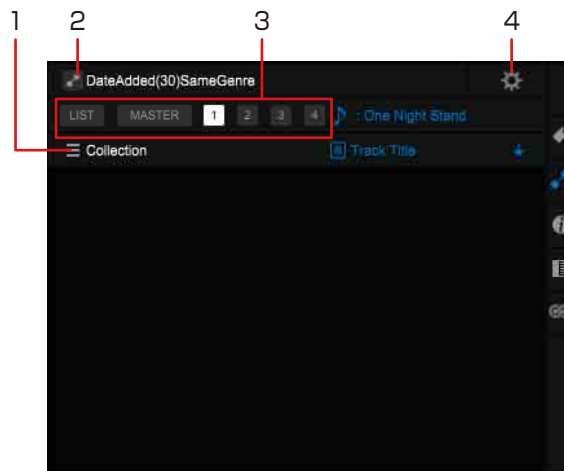 1 2 3 4
DateAdded(30)SameGenre
LIST MASTER 1 2 3 4 : One Night Stand
Collection Track Title